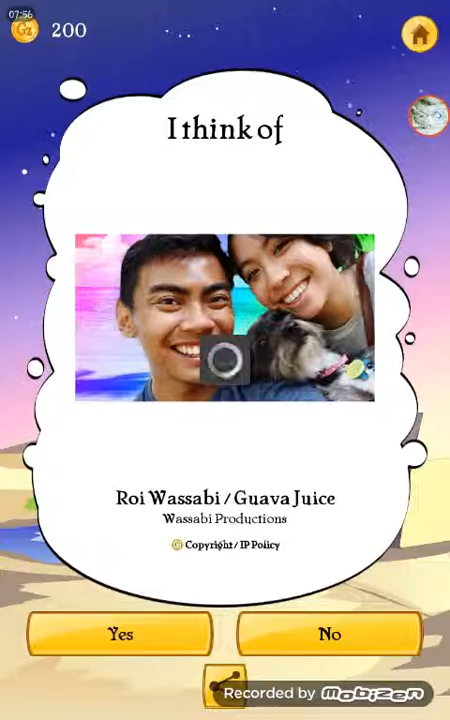 07:56
Gz 200
I think of
Roi Wassabi / Guava Juice
Wassabi Productions
© Copyright / IP Policy
Yes
No
Recorded by Mobizen